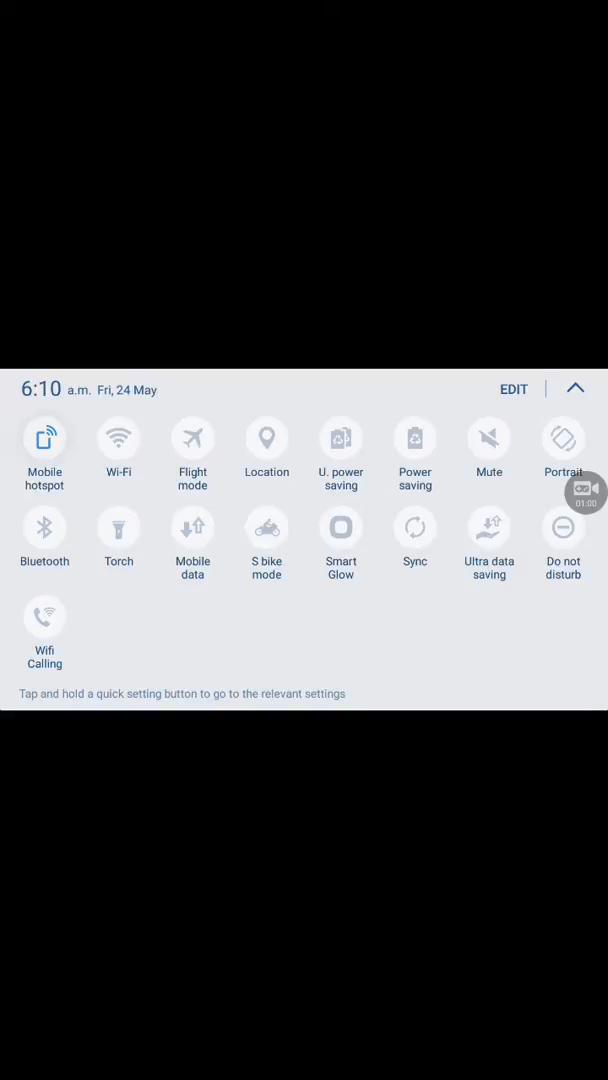 6:10 a.m. Fri, 24 May EDIT
Mobile hotspot
Wi-Fi
Flight mode
Location
U. power saving
Power saving
Mute
Portrait
01:00
Bluetooth
Torch
Mobile data
S bike mode
Smart Glow
Sync
Ultra data saving
Do not disturb
Wifi Calling
Tap and hold a quick setting button to go to the relevant settings